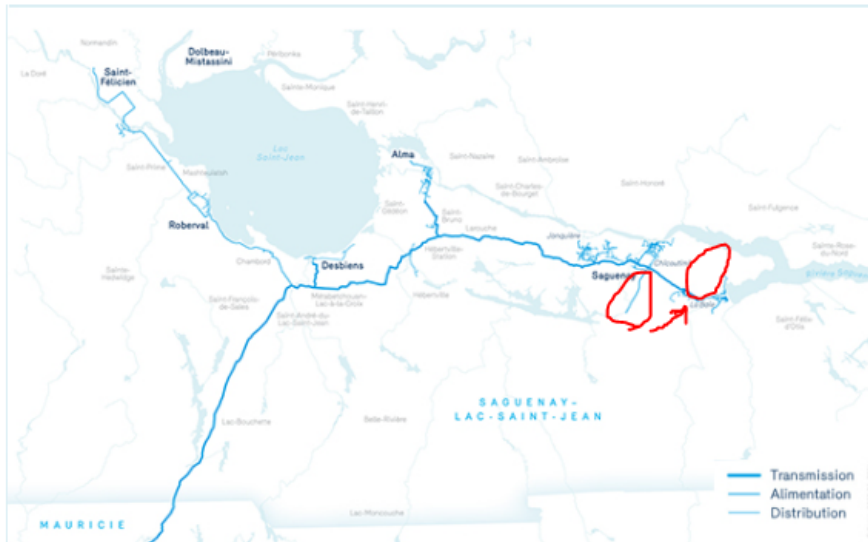 Normandin
Dolbeau-
Mistassini
Péribonka
La Doré
Saint-
Félicien
Sainte-Monique
Saint-Henri-
de-Taillon
Lac
Saint-Jean
Alma
Saint-Nazaire
Saint-Ambroise
Saint-Prime
Mashteuiatsh
Saint-Charles-
de-Bourget
Saint-Honoré
Saint-Fulgence
Saint-
Gédéon
Saint-
Bruno
Roberval
Larouche
Jonquière
Sainte-Rose-
du-Nord
Chambord
Desbiens
Hébertville-
Station
Chicoutimi
Saguenay
Sainte-
Hedwidge
Saint-François-
de-Sales
Métabetchouan-
Lac-à-la-Croix
Hébertville
La Baie
Saint-André-du-
Lac-Saint-Jean
Saint-Félix
d'Otis
SAGUENAY–
LAC-SAINT-JEAN
Lac-Bouchette
Belle-Rivière
Transmission
Alimentation
Distribution
MAURICIE
Lac-Moncouche